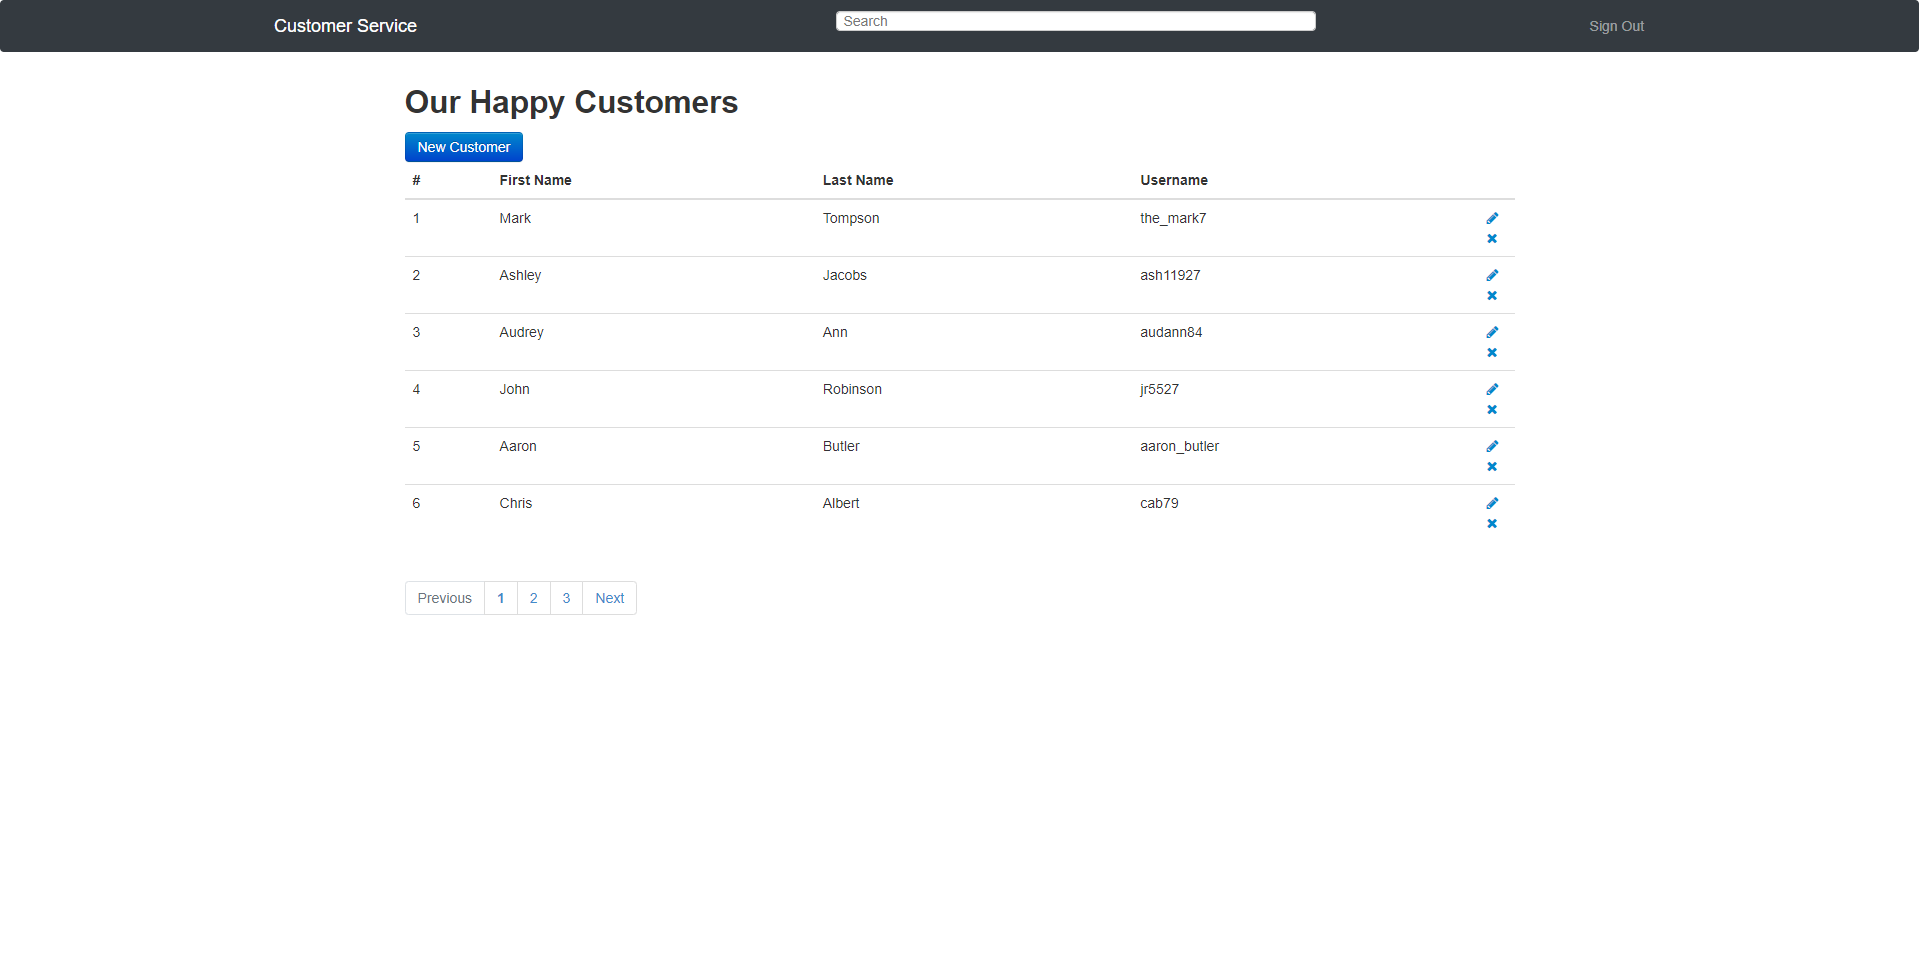 Customer Service Search Sign Out
Our Happy Customers
New Customer
# First Name Last Name Username
1 Mark Tompson the_mark7
2 Ashley Jacobs ash11927
3 Audrey Ann audann84
4 John Robinson jr5527
5 Aaron Butler aaron_butler
6 Chris Albert cab79
Previous 1 2 3 Next